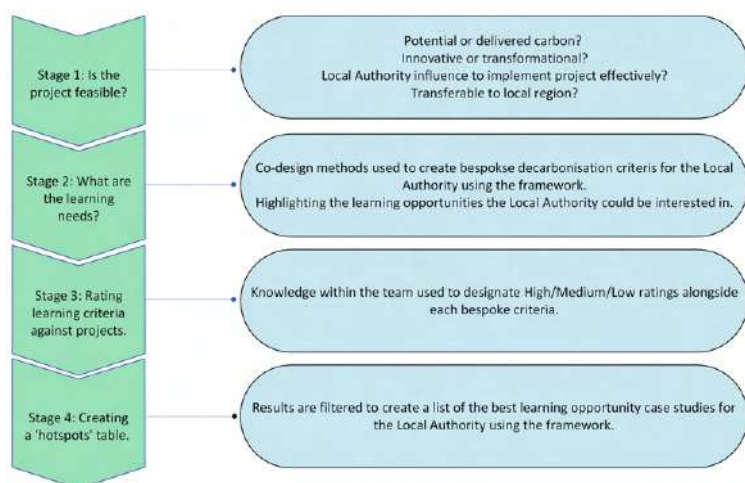 Stage 1: Is the
project feasible?
Potential or delivered carbon?
Innovative or transformational?
Local Authority influence to implement project effectively?
Transferable to local region?
Stage 2: What are
the learning
needs?
Co-design methods used to create bespokse decarbonisation criteris for the Local
Authority using the framework.
Highlighting the learning opportunities the Local Authority could be interested in.
Stage 3: Rating
learning criteria
against projects.
Knowledge within the team used to designate High/Medium/Low ratings alongside
each bespoke criteria.
Stage 4: Creating
a 'hotspots' table.
Results are filtered to create a list of the best learning opportunity case studies for
the Local Authority using the framework.